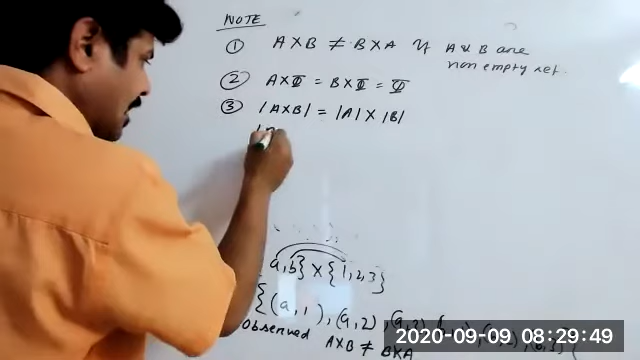 NOTE
① A×B ≠ B×A if A & B are
non empty set.
② A×Φ = B×Φ = Φ
③ |A×B| = |A| × |B|
a,b} × {1,2,3}
{(a,1), (a,2),
Observed A×B ≠ B×A
2020-09-09 08:29:49